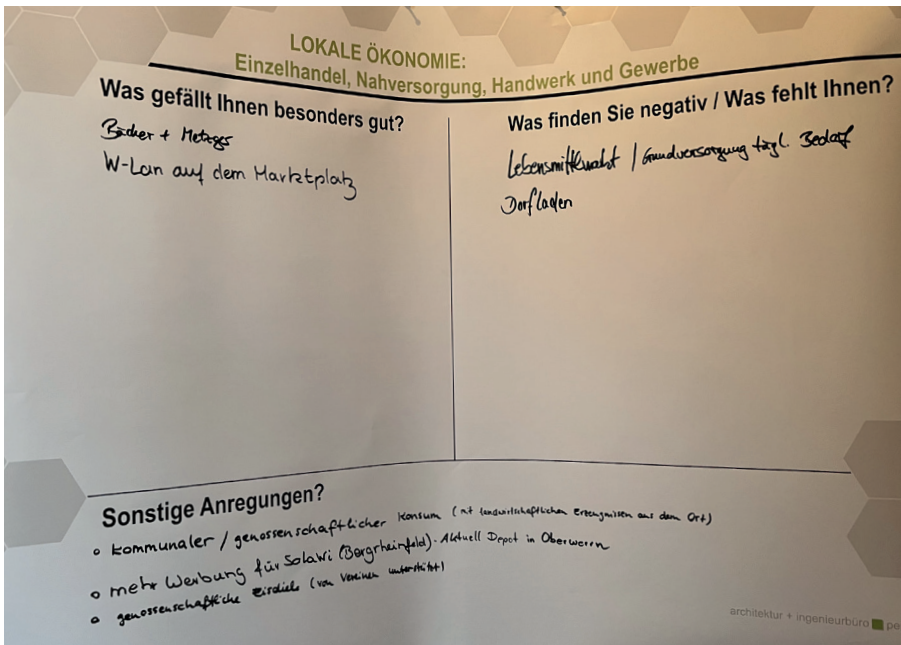 LOKALE ÖKONOMIE:
Einzelhandel, Nahversorgung, Handwerk und Gewerbe
Was gefällt Ihnen besonders gut?
Bäcker + Metzger
W-Lan auf dem Marktplatz
Was finden Sie negativ / Was fehlt Ihnen?
Lebensmittelmarkt / Grundversorgung tägl. Bedarf
Dorfladen
Sonstige Anregungen?
o kommunaler / genossenschaftlicher Konsum (mit landwirtschaftlichen Erzeugnissen aus dem Ort)
o mehr Werbung für SolaWi (Bergrheinfeld). Aktuell Depot in Oberwerrn
o genossenschaftliche Eisdiele (von Vereinen unterstützt)
architektur + ingenieurbüro pe